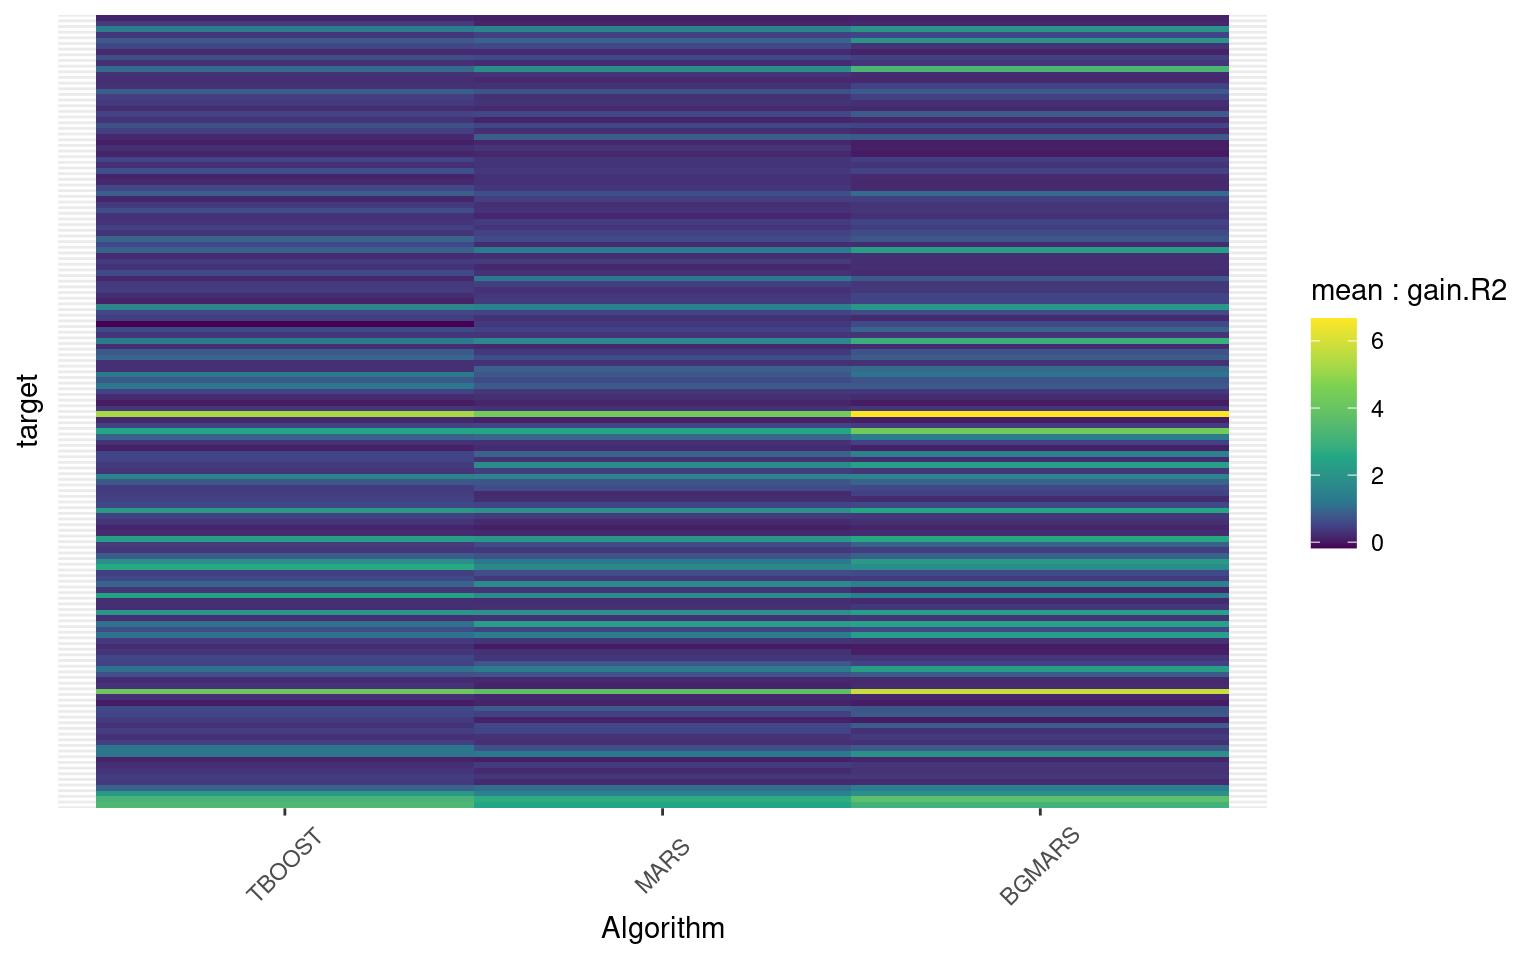 target
TBOOST
MARS
BGMARS
Algorithm
mean : gain.R2
6
4
2
0